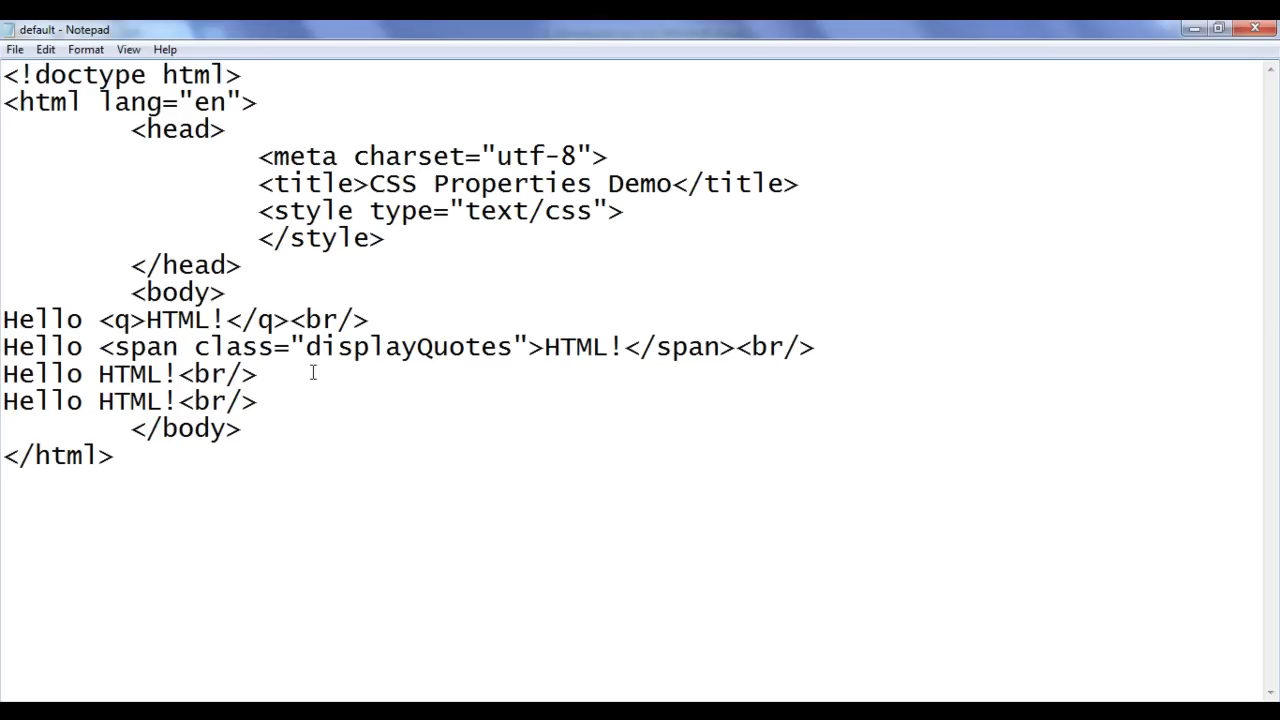 default - Notepad
File Edit Format View Help
<!doctype html>
<html lang="en">
<head>
<meta charset="utf-8">
<title>CSS Properties Demo</title>
<style type="text/css">
</style>
</head>
<body>
Hello <q>HTML!</q><br/>
Hello <span class="displayQuotes">HTML!</span><br/>
Hello HTML!<br/>
Hello HTML!<br/>
</body>
</html>